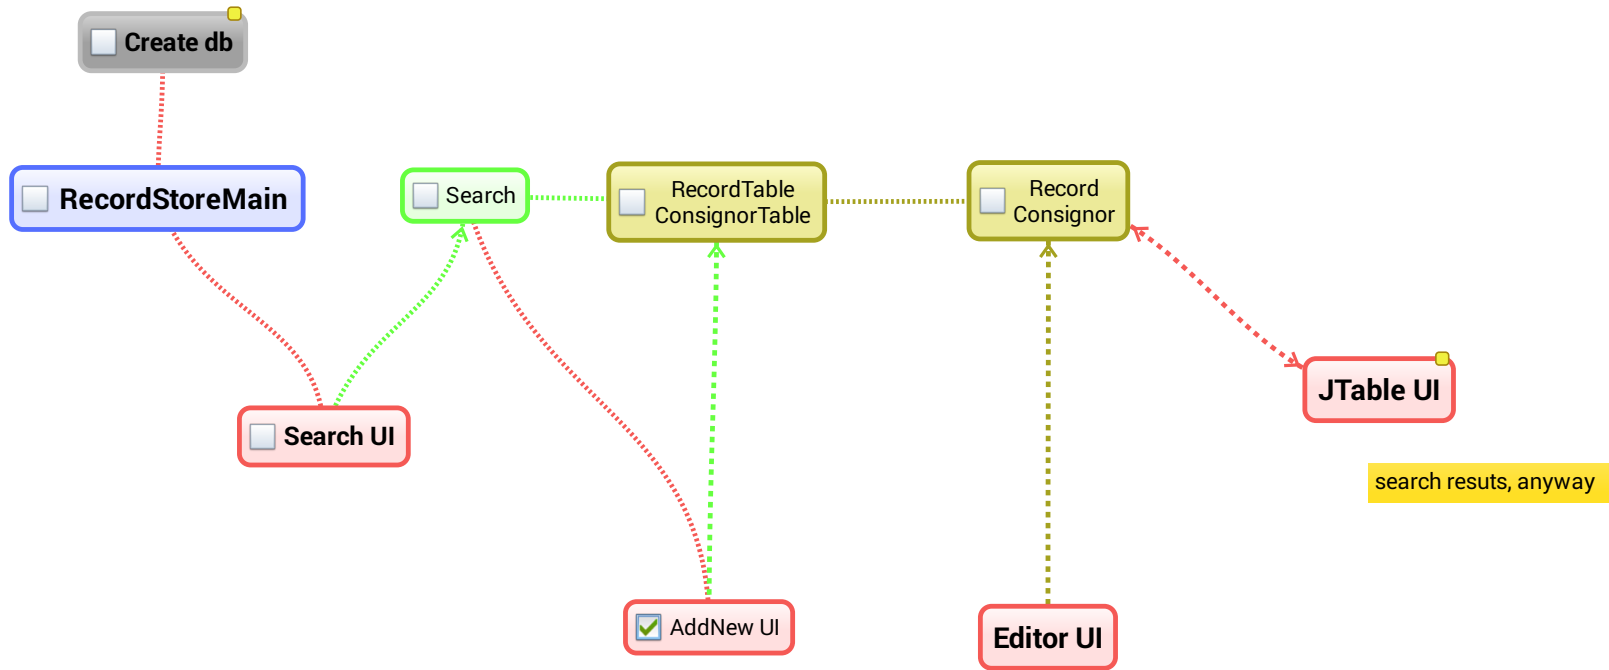 Create db
RecordStoreMain
Search
RecordTable
ConsignorTable
Record
Consignor
JTable UI
Search UI
search resuts, anyway
AddNew UI
Editor UI